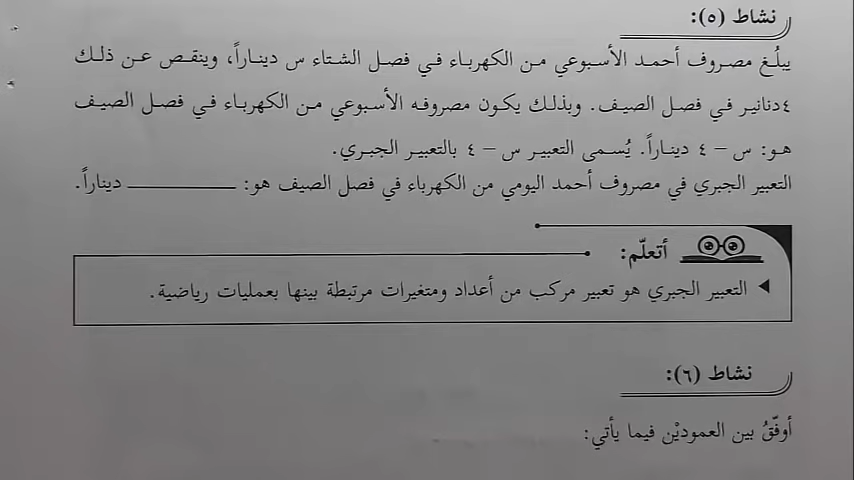 نشاط (٥):
يبلُغ مصروف أحمد الأسبوعي من الكهرباء في فصل الشتاء س ديناراً، وينقص عن ذلك
٤دنانير في فصل الصيف. وبذلك يكون مصروفه الأسبوعي من الكهرباء في فصل الصيف
هو: س – ٤ ديناراً. يُسمى التعبير س – ٤ بالتعبير الجبري.
التعبير الجبري في مصروف أحمد اليومي من الكهرباء في فصل الصيف هو: ________ ديناراً.
أتعلّم:
التعبير الجبري هو تعبير مركب من أعداد ومتغيرات مرتبطة بينها بعمليات رياضية.
نشاط (٦):
أوفّقُ بين العموديْن فيما يأتي: